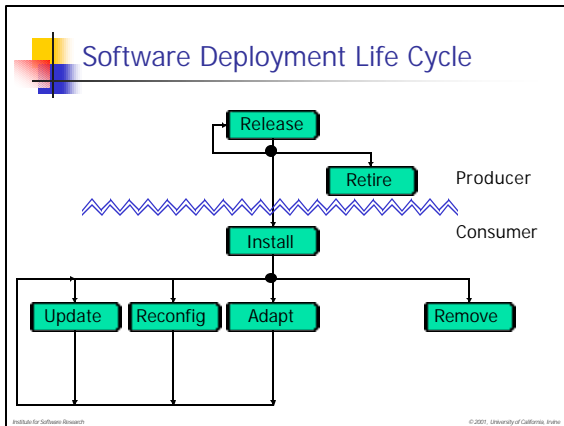 Software Deployment Life Cycle
Release
Retire
Producer
Consumer
Install
Update
Reconfig
Adapt
Remove
Institute for Software Research
© 2001, University of California, Irvine